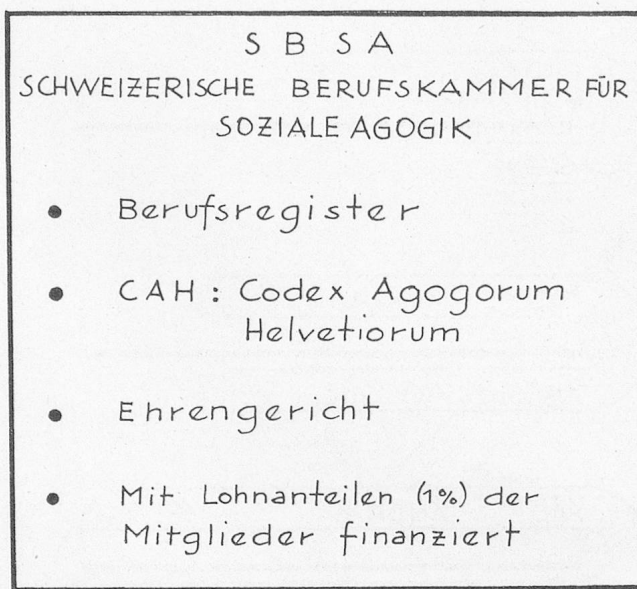 S B S A
SCHWEIZERISCHE BERUFSKAMMER FÜR
SOZIALE AGOGIK
• Berufsregister
• CAH : Codex Agogorum
Helvetiorum
• Ehrengericht
• Mit Lohnanteilen (1%) der
Mitglieder finanziert